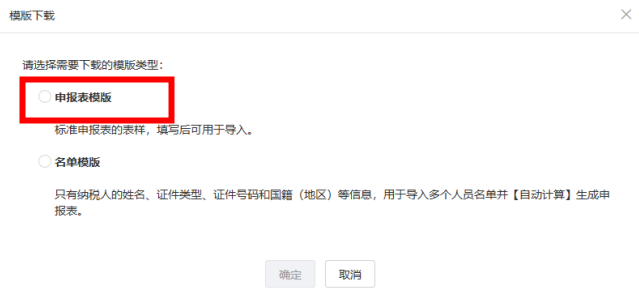 模版下载
请选择需要下载的模版类型：
申报表模版
标准申报表的表样，填写后可用于导入。
名单模版
只有纳税人的姓名、证件类型、证件号码和国籍（地区）等信息，用于导入多个人员名单并【自动计算】生成申
报表。
确定 取消